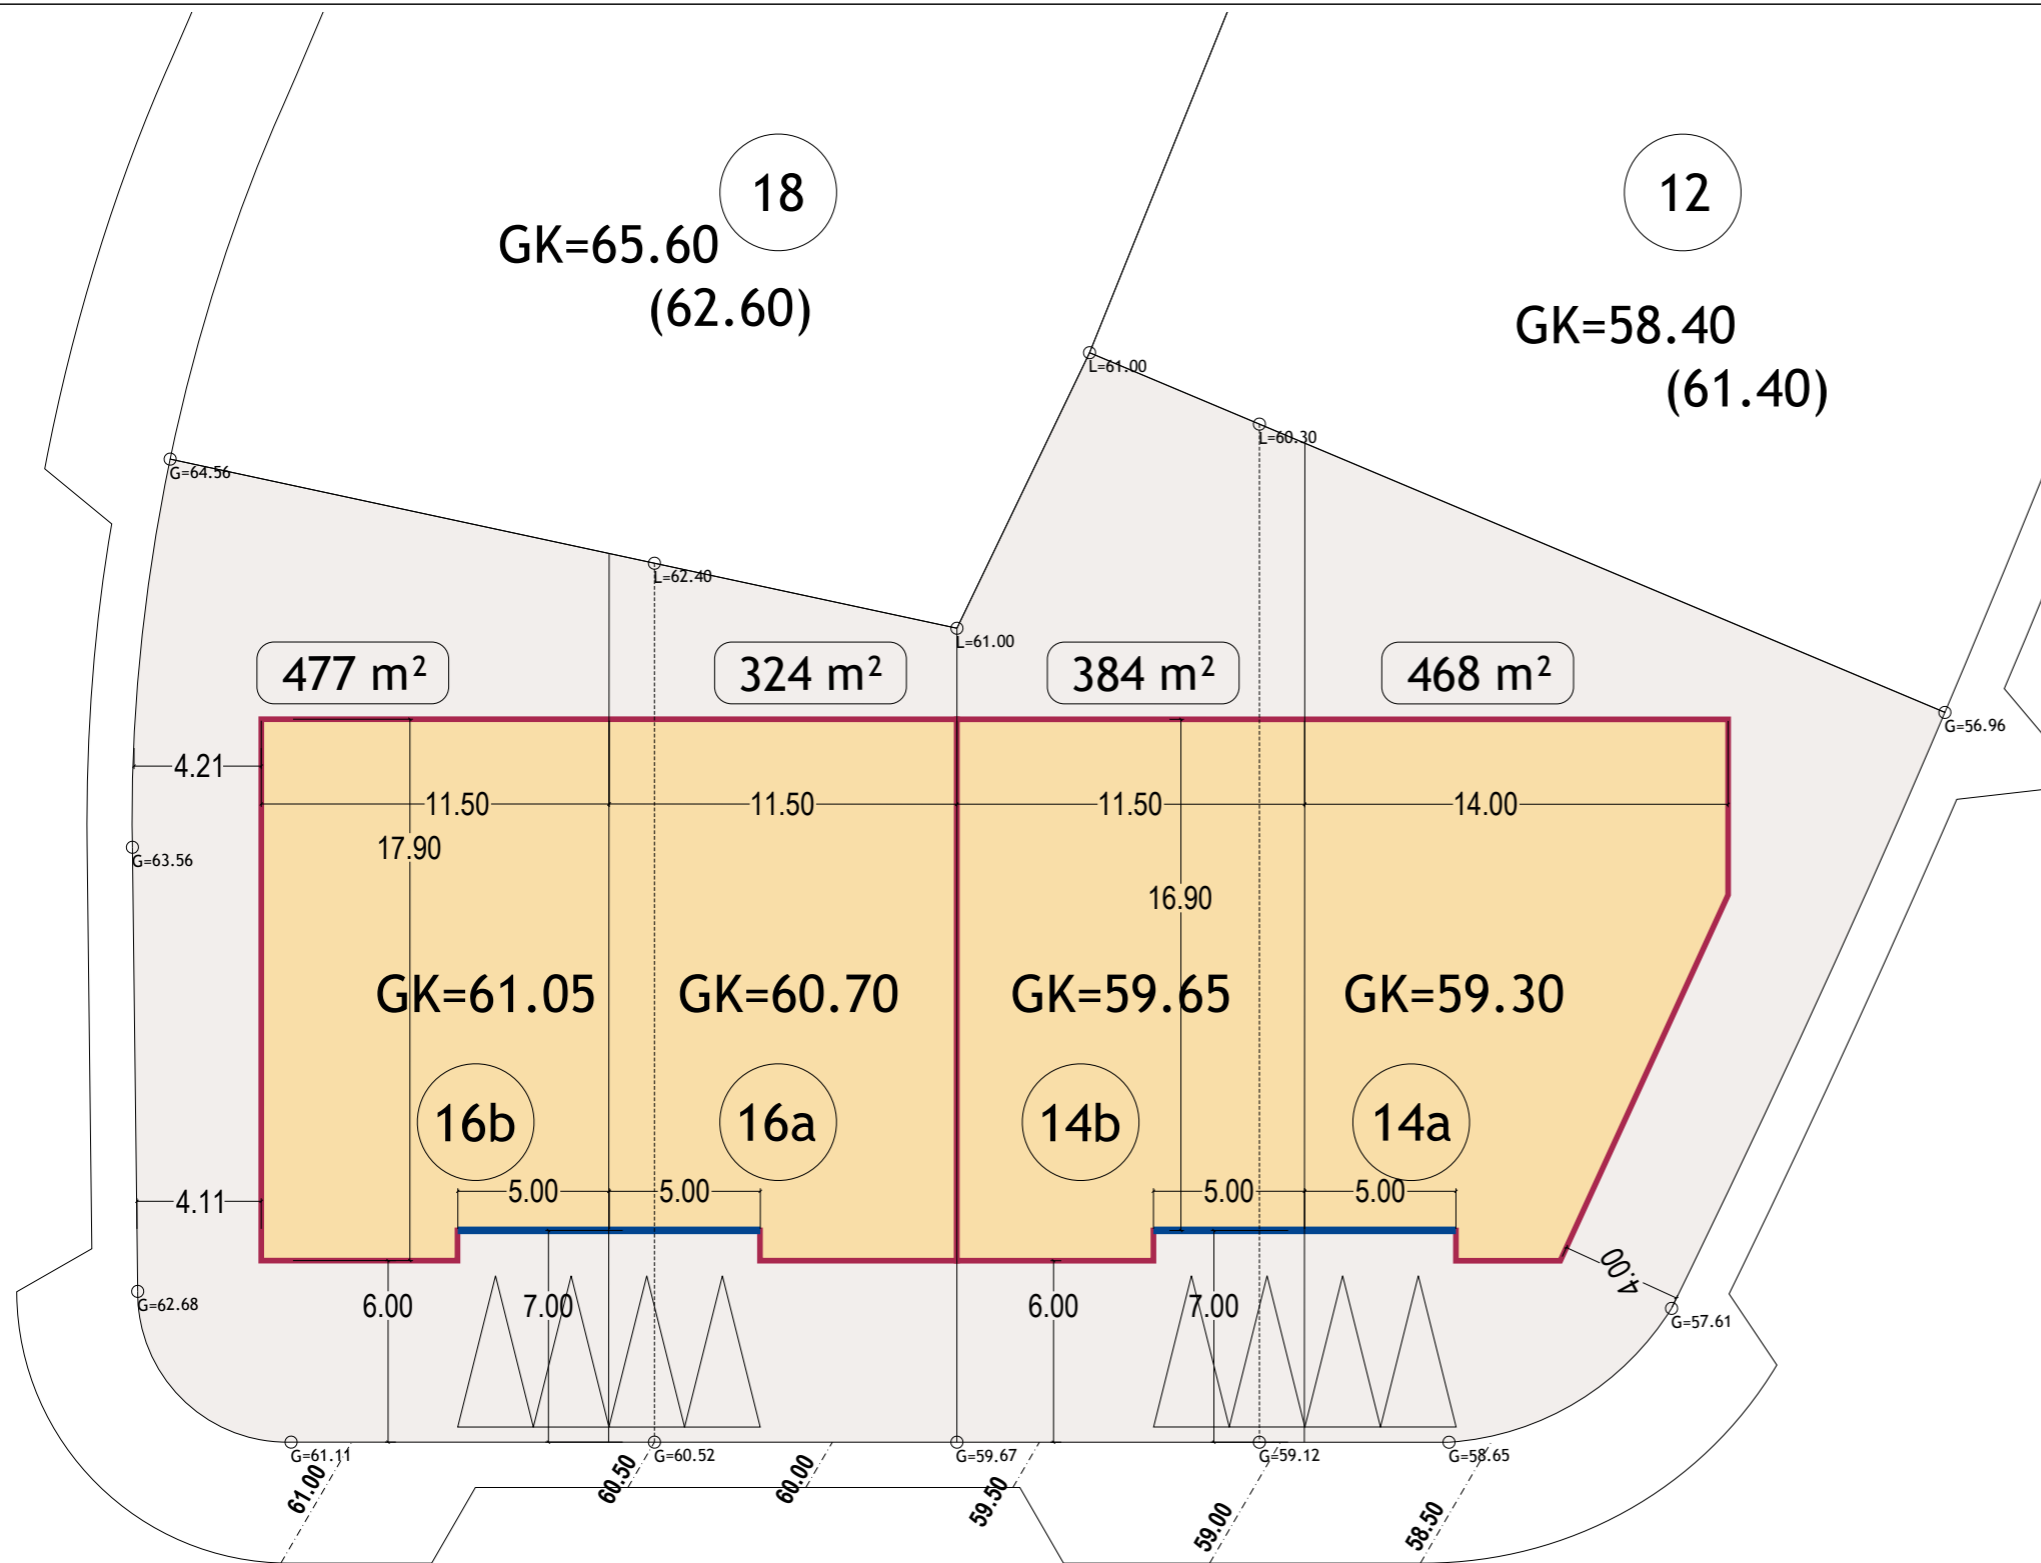 18
12
GK=65.60
(62.60)
GK=58.40
(61.40)
L=61.00
L=60.30
G=64.56
L=62.40
L=61.00
477 m²
324 m²
384 m²
468 m²
G=56.96
4.21
11.50
11.50
11.50
14.00
17.90
G=63.56
16.90
GK=61.05
GK=60.70
GK=59.65
GK=59.30
16b
16a
14b
14a
4.11
5.00
5.00
5.00
5.00
4.00
G=62.68
6.00
7.00
6.00
7.00
G=57.61
G=61.11
G=60.52
G=59.67
G=59.12
G=58.65
61.00
60.50
60.00
59.50
59.00
58.50